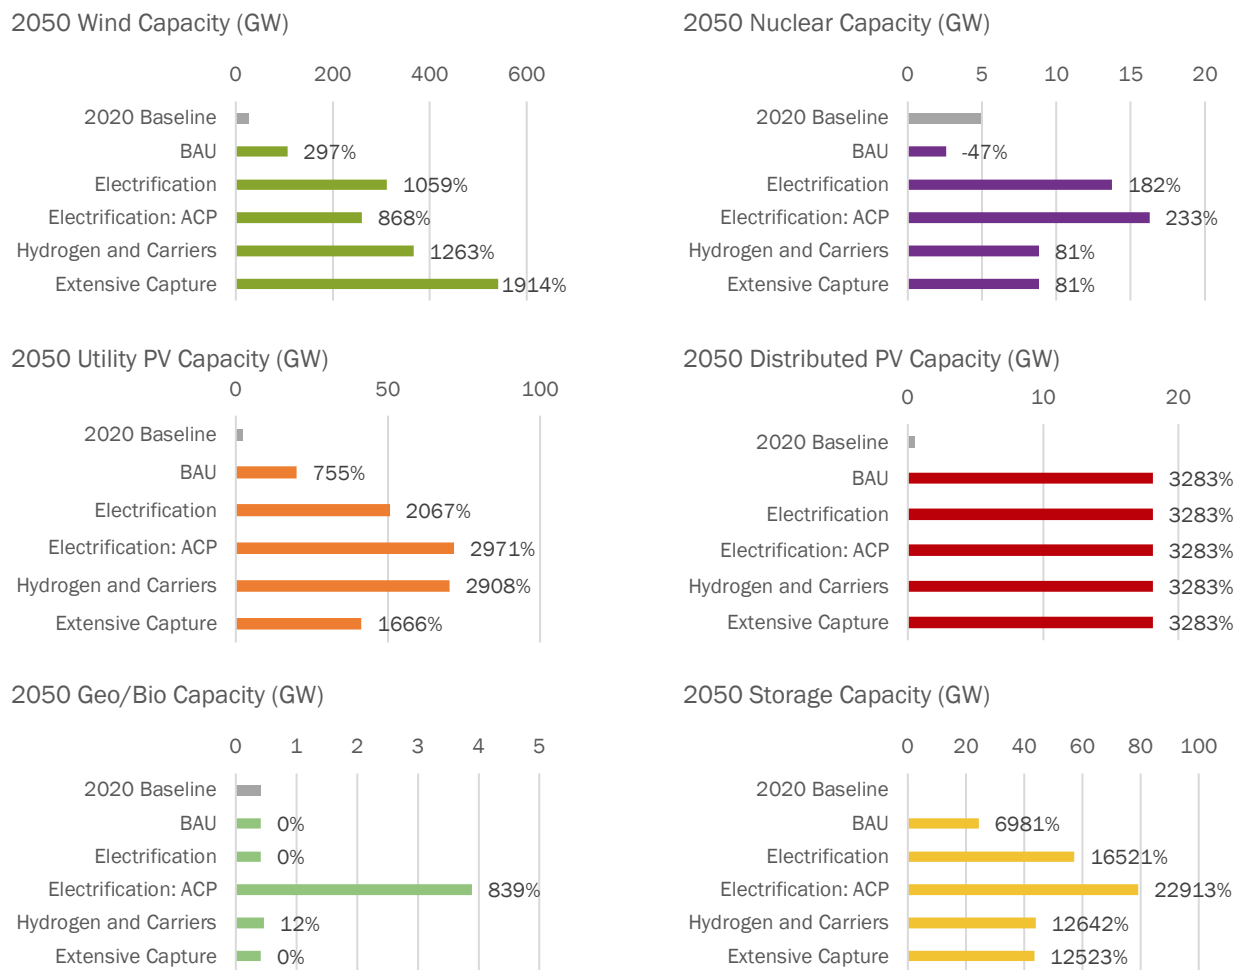 2050 Wind Capacity (GW)
0 200 400 600
2020 Baseline
BAU 297%
Electrification 1059%
Electrification: ACP 868%
Hydrogen and Carriers 1263%
Extensive Capture 1914%
2050 Nuclear Capacity (GW)
0 5 10 15 20
2020 Baseline
BAU -47%
Electrification 182%
Electrification: ACP 233%
Hydrogen and Carriers 81%
Extensive Capture 81%
2050 Utility PV Capacity (GW)
0 50 100
2020 Baseline
BAU 755%
Electrification 2067%
Electrification: ACP 2971%
Hydrogen and Carriers 2908%
Extensive Capture 1666%
2050 Distributed PV Capacity (GW)
0 10 20
2020 Baseline
BAU 3283%
Electrification 3283%
Electrification: ACP 3283%
Hydrogen and Carriers 3283%
Extensive Capture 3283%
2050 Geo/Bio Capacity (GW)
0 1 2 3 4 5
2020 Baseline
BAU 0%
Electrification 0%
Electrification: ACP 839%
Hydrogen and Carriers 12%
Extensive Capture 0%
2050 Storage Capacity (GW)
0 20 40 60 80 100
2020 Baseline
BAU 6981%
Electrification 16521%
Electrification: ACP 22913%
Hydrogen and Carriers 12642%
Extensive Capture 12523%